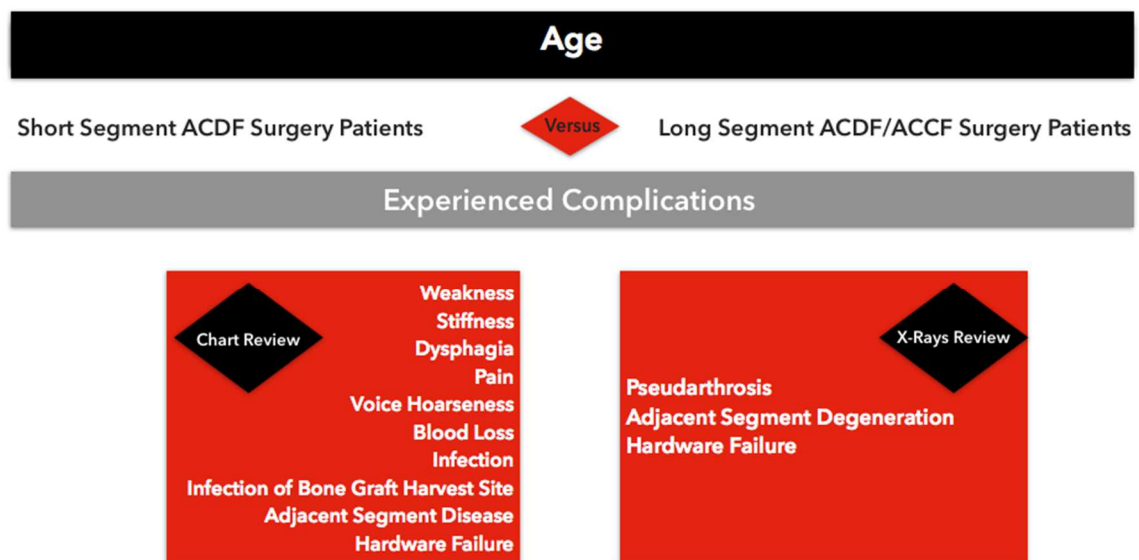 Age
Short Segment ACDF Surgery Patients
Versus
Long Segment ACDF/ACCF Surgery Patients
Experienced Complications
Chart Review
Weakness
Stiffness
Dysphagia
Pain
Voice Hoarseness
Blood Loss
Infection
Infection of Bone Graft Harvest Site
Adjacent Segment Disease
Hardware Failure
X-Rays Review
Pseudarthrosis
Adjacent Segment Degeneration
Hardware Failure